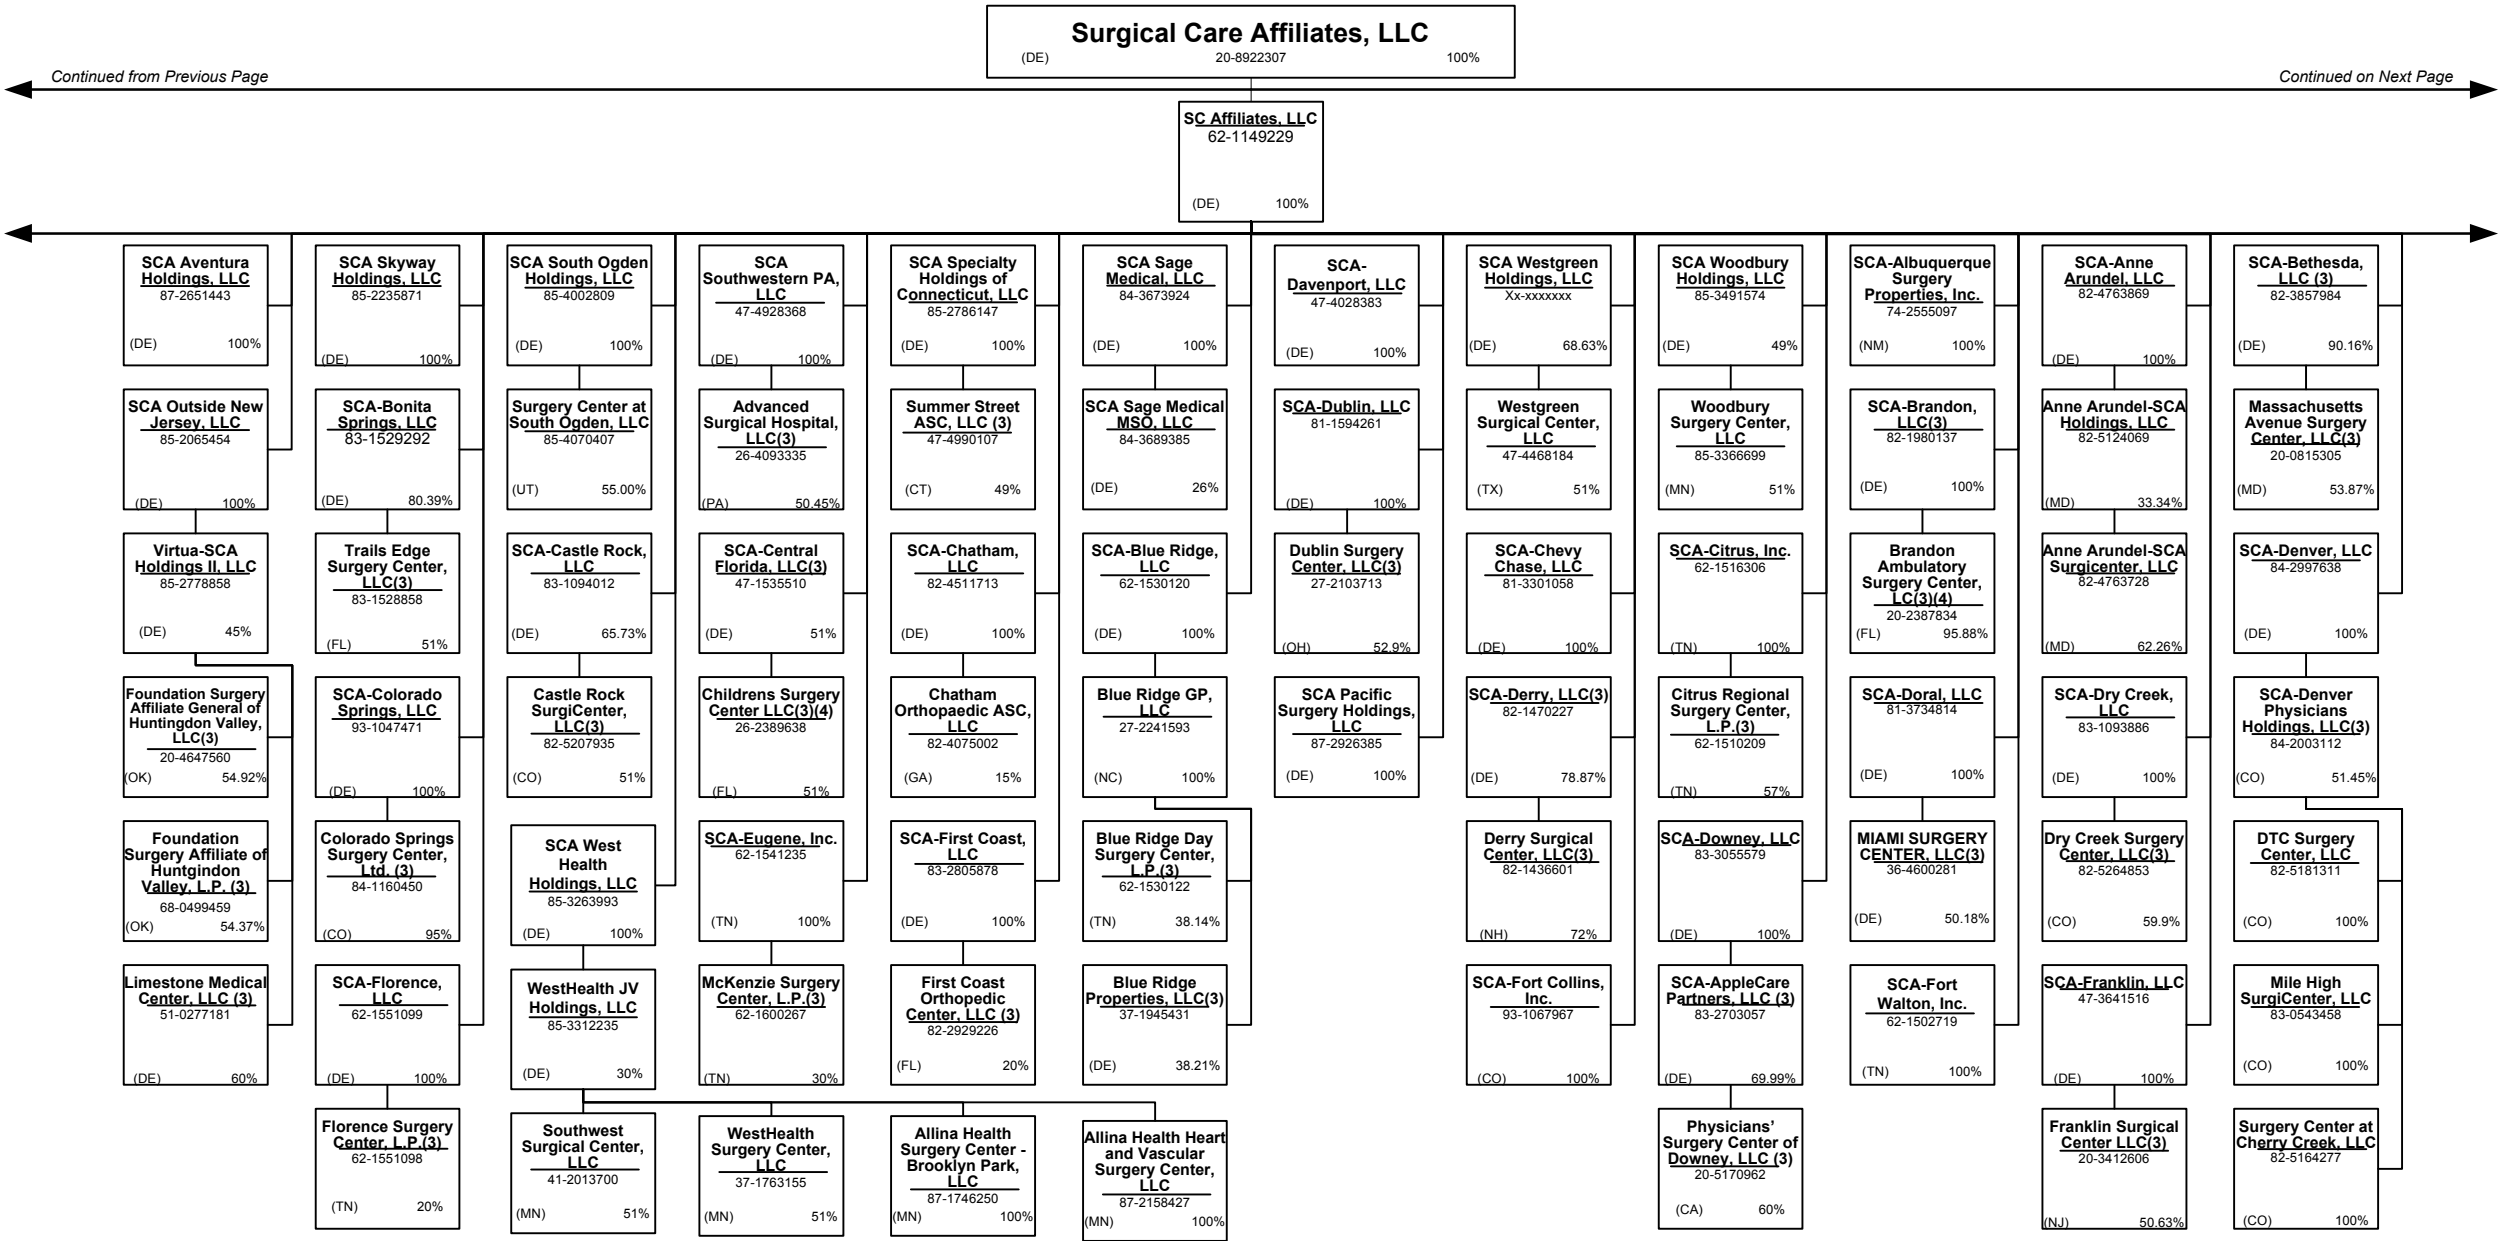 Surgical Care Affiliates, LLC
(DE) 20-8922307 100%
Continued from Previous Page
Continued on Next Page
SC Affiliates, LLC
62-1149229
(DE) 100%
SCA Aventura
Holdings, LLC
87-2651443
(DE) 100%
SCA Outside New
Jersey, LLC
85-2065454
(DE) 100%
Virtua-SCA
Holdings II, LLC
85-2778858
(DE) 45%
Foundation Surgery
Affiliate General of
Huntingdon Valley,
LLC(3)
20-4647560
(OK) 54.92%
Foundation
Surgery Affiliate of
Huntgindon
Valley, L.P. (3)
68-0499459
(OK) 54.37%
Limestone Medical
Center, LLC (3)
51-0277181
(DE) 60%
SCA Skyway
Holdings, LLC
85-2235871
(DE) 100%
SCA-Bonita
Springs, LLC
83-1529292
(DE) 80.39%
Trails Edge
Surgery Center,
LLC(3)
83-1528858
(FL) 51%
SCA-Colorado
Springs, LLC
93-1047471
(DE) 100%
Colorado Springs
Surgery Center,
Ltd. (3)
84-1160450
(CO) 95%
SCA-Florence,
LLC
62-1551099
(DE) 100%
Florence Surgery
Center, L.P.(3)
62-1551098
(TN) 20%
SCA South Ogden
Holdings, LLC
85-4002809
(DE) 100%
Surgery Center at
South Ogden, LLC
85-4070407
(UT) 55.00%
SCA-Castle Rock,
LLC
83-1094012
(DE) 65.73%
Castle Rock
SurgiCenter,
LLC(3)
82-5207935
(CO) 51%
SCA West
Health
Holdings, LLC
85-3263993
(DE) 100%
WestHealth JV
Holdings, LLC
85-3312235
(DE) 30%
Southwest
Surgical Center,
LLC
41-2013700
(MN) 51%
SCA
Southwestern PA,
LLC
47-4928368
(DE) 100%
Advanced
Surgical Hospital,
LLC(3)
26-4093335
(PA) 50.45%
SCA-Central
Florida, LLC(3)
47-1535510
(DE) 51%
Childrens Surgery
Center LLC(3)(4)
26-2389638
(FL) 51%
SCA-Eugene, Inc.
62-1541235
(TN) 100%
McKenzie Surgery
Center, L.P.(3)
62-1600267
(TN) 30%
WestHealth
Surgery Center,
LLC
37-1763155
(MN) 51%
SCA Specialty
Holdings of
Connecticut, LLC
85-2786147
(DE) 100%
Summer Street
ASC, LLC (3)
47-4990107
(CT) 49%
SCA-Chatham,
LLC
82-4511713
(DE) 100%
Chatham
Orthopaedic ASC,
LLC
82-4075002
(GA) 15%
SCA-First Coast,
LLC
83-2805878
(DE) 100%
First Coast
Orthopedic
Center, LLC (3)
82-2929226
(FL) 20%
Allina Health
Surgery Center -
Brooklyn Park,
LLC
87-1746250
(MN) 100%
SCA Sage
Medical, LLC
84-3673924
(DE) 100%
SCA Sage Medical
MSO, LLC
84-3689385
(DE) 26%
SCA-Blue Ridge,
LLC
62-1530120
(DE) 100%
Blue Ridge GP,
LLC
27-2241593
(NC) 100%
Blue Ridge Day
Surgery Center,
L.P.(3)
62-1530122
(TN) 38.14%
Blue Ridge
Properties, LLC(3)
37-1945431
(DE) 38.21%
Allina Health Heart
and Vascular
Surgery Center,
LLC
87-2158427
(MN) 100%
SCA-
Davenport, LLC
47-4028383
(DE) 100%
SCA-Dublin, LLC
81-1594261
(DE) 100%
Dublin Surgery
Center, LLC(3)
27-2103713
(OH) 52.9%
SCA Pacific
Surgery Holdings,
LLC
87-2926385
(DE) 100%
SCA Westgreen
Holdings, LLC
Xx-xxxxxxx
(DE) 68.63%
Westgreen
Surgical Center,
LLC
47-4468184
(TX) 51%
SCA-Chevy
Chase, LLC
81-3301058
(DE) 100%
SCA-Derry, LLC(3)
82-1470227
(DE) 78.87%
Derry Surgical
Center, LLC(3)
82-1436601
(NH) 72%
SCA-Fort Collins,
Inc.
93-1067967
(CO) 100%
SCA Woodbury
Holdings, LLC
85-3491574
(DE) 49%
Woodbury
Surgery Center,
LLC
85-3366699
(MN) 51%
SCA-Citrus, Inc.
62-1516306
(TN) 100%
Citrus Regional
Surgery Center,
L.P.(3)
62-1510209
(TN) 57%
SCA-Downey, LLC
83-3055579
(DE) 100%
SCA-AppleCare
Partners, LLC (3)
83-2703057
(DE) 69.99%
Physicians'
Surgery Center of
Downey, LLC (3)
20-5170962
(CA) 60%
SCA-Albuquerque
Surgery
Properties, Inc.
74-2555097
(NM) 100%
SCA-Brandon,
LLC(3)
82-1980137
(DE) 100%
Brandon
Ambulatory
Surgery Center,
LC(3)(4)
20-2387834
(FL) 95.88%
SCA-Doral, LLC
81-3734814
(DE) 100%
MIAMI SURGERY
CENTER, LLC(3)
36-4600281
(DE) 50.18%
SCA-Fort
Walton, Inc.
62-1502719
(TN) 100%
SCA-Anne
Arundel, LLC
82-4763869
(DE) 100%
Anne Arundel-SCA
Holdings, LLC
82-5124069
(MD) 33.34%
Anne Arundel-SCA
Surgicenter, LLC
82-4763728
(MD) 62.26%
SCA-Dry Creek,
LLC
83-1093886
(DE) 100%
Dry Creek Surgery
Center, LLC(3)
82-5264853
(CO) 59.9%
SCA-Franklin, LLC
47-3641516
(DE) 100%
Franklin Surgical
Center LLC(3)
20-3412606
(NJ) 50.63%
SCA-Bethesda,
LLC (3)
82-3857984
(DE) 90.16%
Massachusetts
Avenue Surgery
Center, LLC(3)
20-0815305
(MD) 53.87%
SCA-Denver, LLC
84-2997638
(DE) 100%
SCA-Denver
Physicians
Holdings, LLC(3)
84-2003112
(CO) 51.45%
DTC Surgery
Center, LLC
82-5181311
(CO) 100%
Mile High
SurgiCenter, LLC
83-0543458
(CO) 100%
Surgery Center at
Cherry Creek, LLC
82-5164277
(CO) 100%